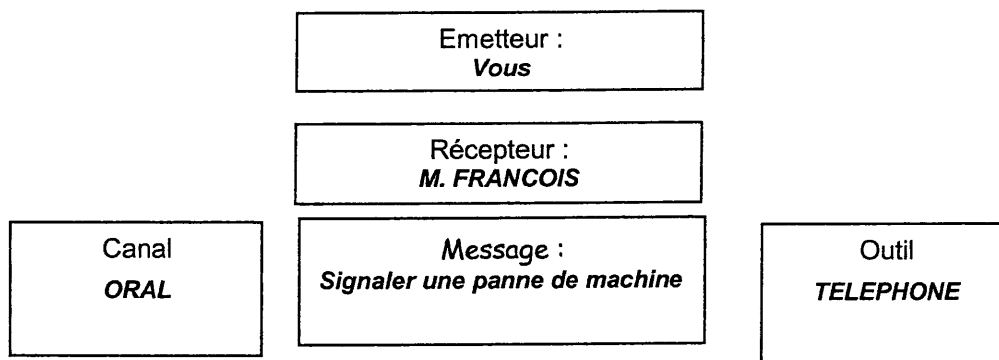 Emetteur :
Vous
Récepteur :
M. FRANCOIS
Canal
ORAL
Message :
Signaler une panne de machine
Outil
TELEPHONE